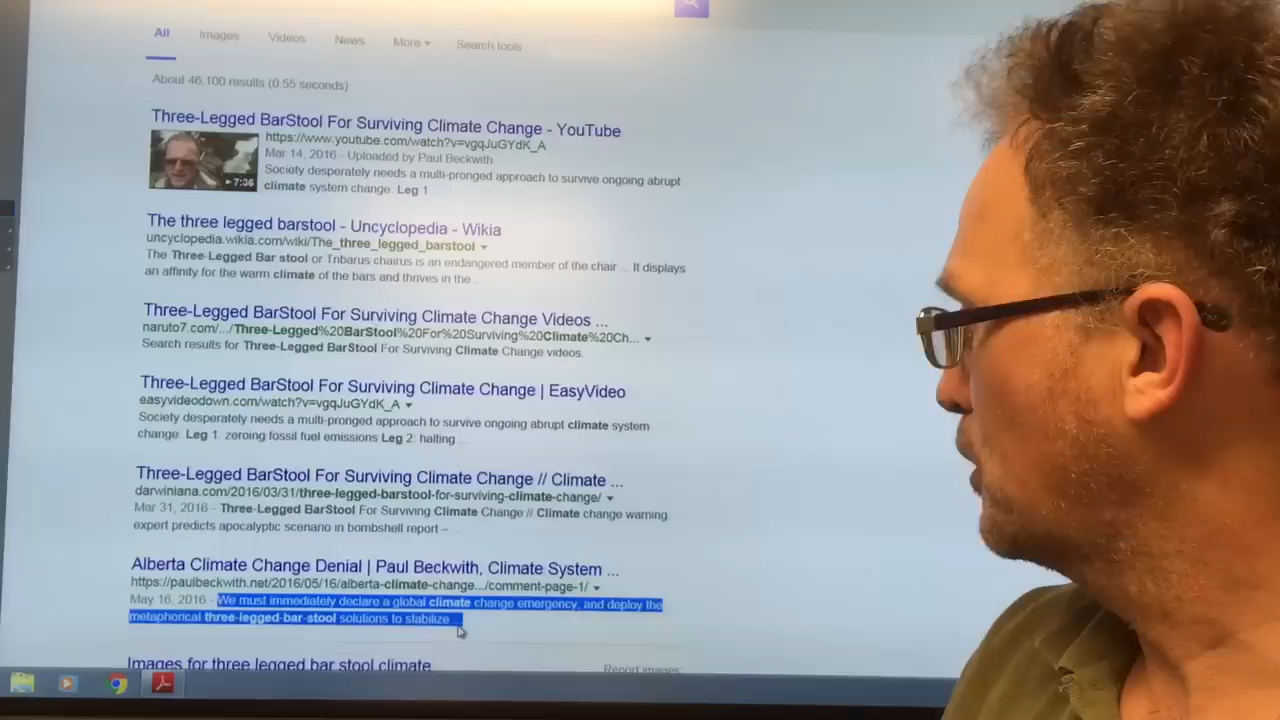 All Images Videos News More Search tools
About 46,100 results (0.55 seconds)
Three-Legged BarStool For Surviving Climate Change - YouTube
https://www.youtube.com/watch?v=vgqJuGYdK_A
Mar 14, 2016 - Uploaded by Paul Beckwith
Society desperately needs a multi-pronged approach to survive ongoing abrupt
climate system change. Leg 1
7:36
The three legged barstool - Uncyclopedia - Wikia
uncyclopedia.wikia.com/wiki/The_three_legged_barstool
The Three-Legged Bar stool or Tribarus chairus is an endangered member of the chair ... It displays
an affinity for the warm climate of the bars and thrives in the ...
Three-Legged BarStool For Surviving Climate Change Videos ...
naruto7.com/.../Three-Legged%20BarStool%20For%20Surviving%20Climate%20Ch...
Search results for Three-Legged BarStool For Surviving Climate Change videos.
Three-Legged BarStool For Surviving Climate Change | EasyVideo
easyvideodown.com/watch?v=vgqJuGYdK_A
Society desperately needs a multi-pronged approach to survive ongoing abrupt climate system
change. Leg 1: zeroing fossil fuel emissions Leg 2: halting ...
Three-Legged BarStool For Surviving Climate Change // Climate ...
darwiniana.com/2016/03/31/three-legged-barstool-for-surviving-climate-change/
Mar 31, 2016 - Three-Legged BarStool For Surviving Climate Change // Climate change warning:
expert predicts apocalyptic scenario in bombshell report – ...
Alberta Climate Change Denial | Paul Beckwith, Climate System ...
https://paulbeckwith.net/2016/05/16/alberta-climate-change.../comment-page-1/
May 16, 2016 - We must immediately declare a global climate change emergency, and deploy the
metaphorical three-legged-bar-stool solutions to stabilize ...
Images for three legged bar stool climate
Report images